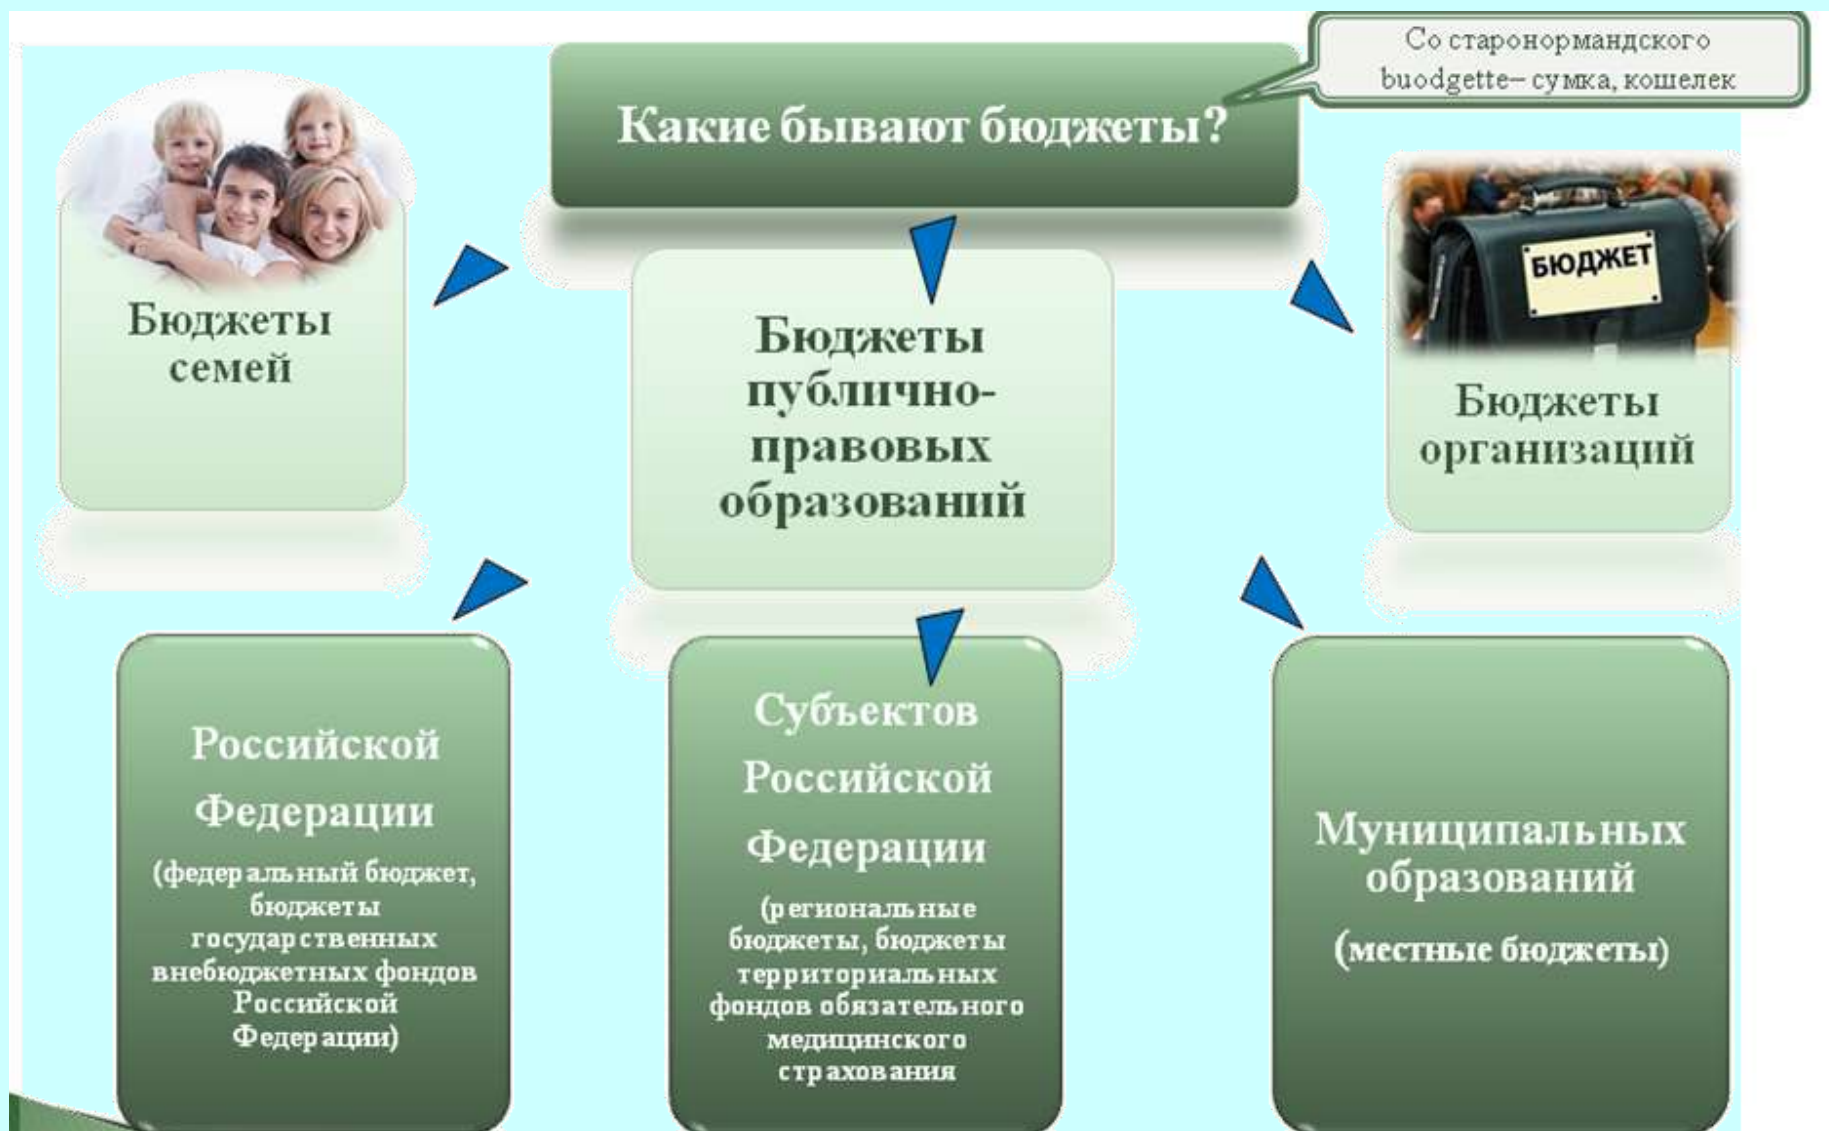 Со старонормандского
buodgette– сумка, кошелек
Какие бывают бюджеты?
БЮДЖЕТ
Бюджеты
семей
Бюджеты
публично-
правовых
образований
Бюджеты
организаций
Российской
Федерации
(федеральный бюджет,
бюджеты
государственных
внебюджетных фондов
Российской
Федерации)
Субъектов
Российской
Федерации
(региональные
бюджеты, бюджеты
территориальных
фондов обязательного
медицинского
страхования
Муниципальных
образований
(местные бюджеты)